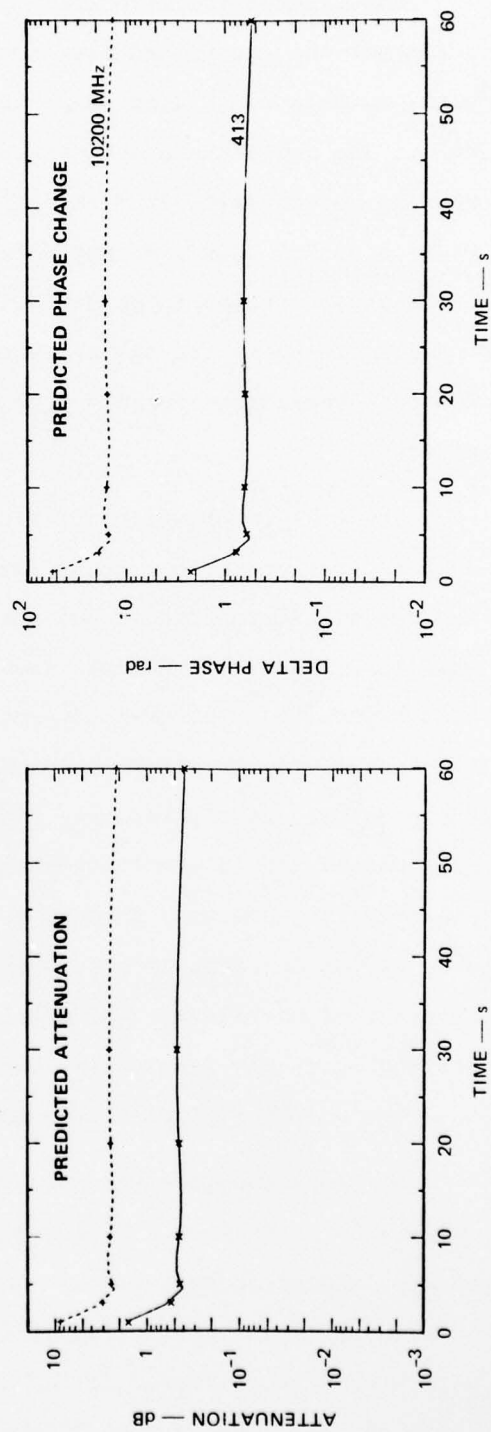 PREDICTED ATTENUATION
ATTENUATION — dB
10
1
10⁻¹
10⁻²
10⁻³
0 10 20 30 40 50 60
TIME — s
PREDICTED PHASE CHANGE
10200 MHz
413
DELTA PHASE — rad
10²
10
1
10⁻¹
10⁻²
0 10 20 30 40 50 60
TIME — s